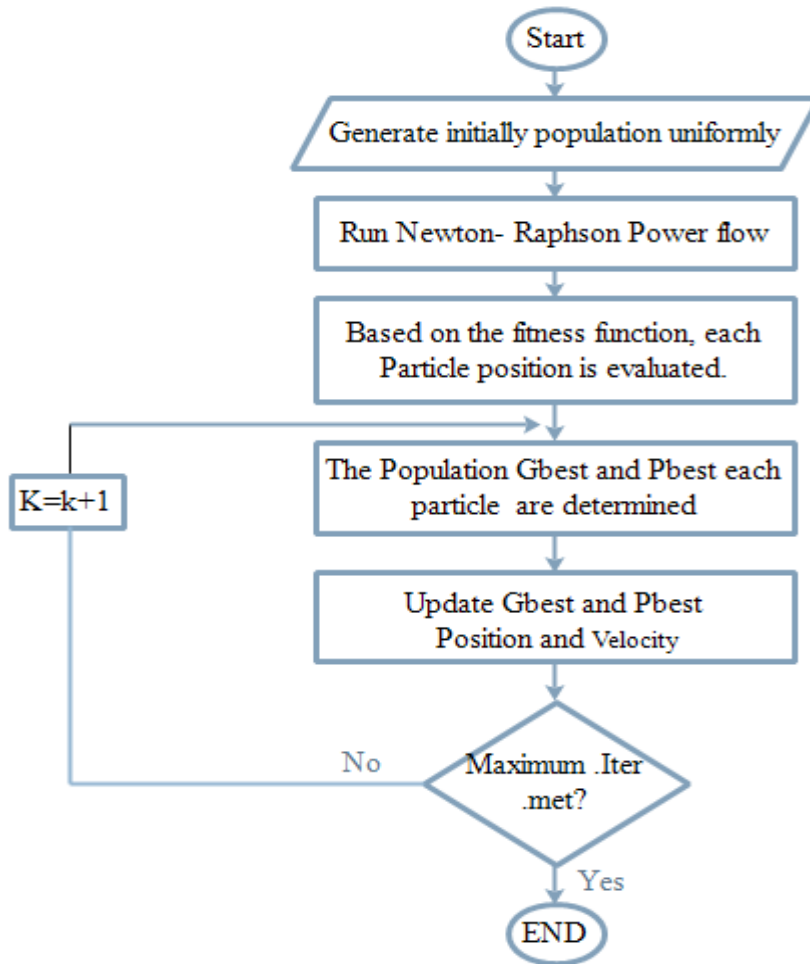 Start
Generate initially population uniformly
Run Newton- Raphson Power flow
Based on the fitness function, each
Particle position is evaluated.
The Population Gbest and Pbest each
particle are determined
K=k+1
Update Gbest and Pbest
Position and Velocity
No
Maximum .Iter
.met?
Yes
END